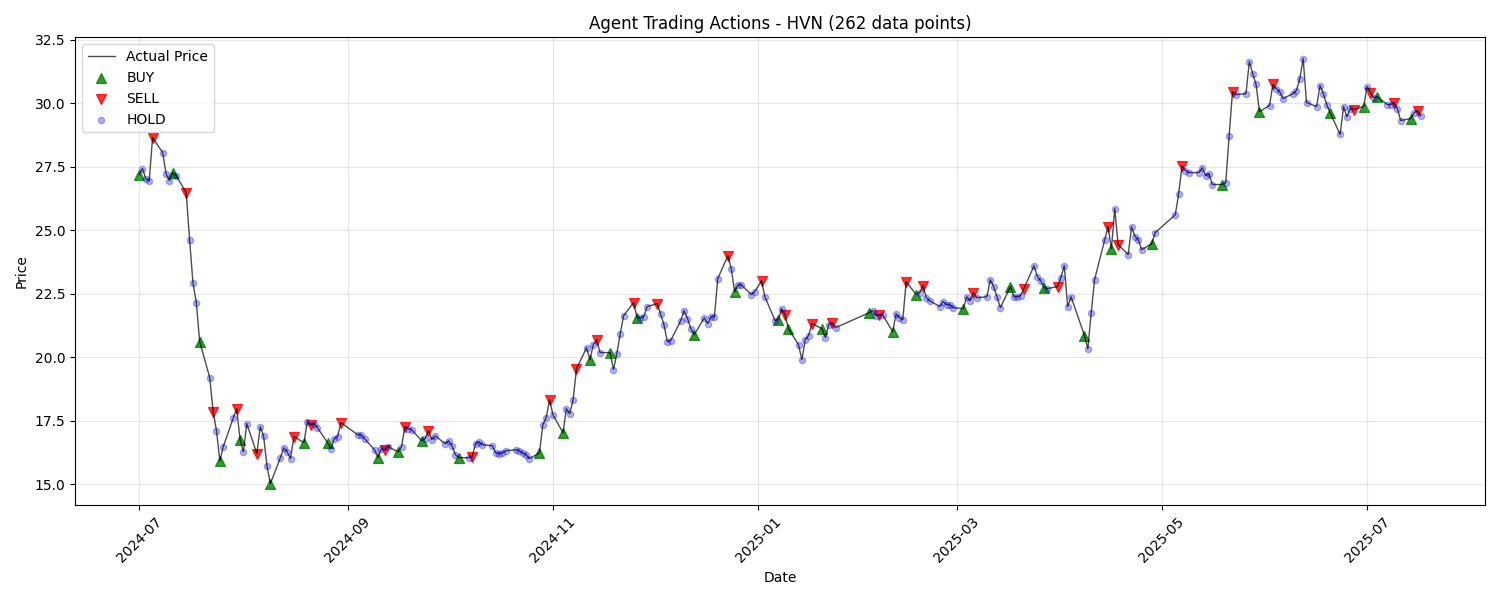 Agent Trading Actions - HVN (262 data points)
Actual Price
BUY
SELL
HOLD
Price
32.5
30.0
27.5
25.0
22.5
20.0
17.5
15.0
2024-07
2024-09
2024-11
2025-01
2025-03
2025-05
2025-07
Date